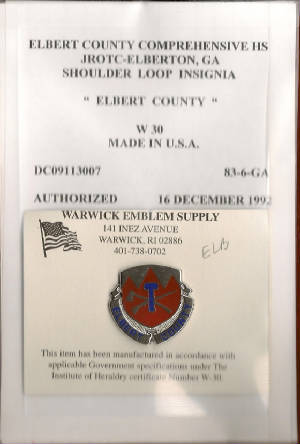 ELBERT COUNTY COMPREHENSIVE HS
JROTC-ELBERTON, GA
SHOULDER LOOP INSIGNIA
" ELBERT COUNTY "
W 30
MADE IN U.S.A.
DC09113007 83-6-GA
AUTHORIZED 16 DECEMBER 1992
WARWICK EMBLEM SUPPLY
141 INEZ AVENUE
WARWICK, RI 02886
401-738-0702
ELB
This item has been manufactured in accordance with
applicable Government specifications under The
Institute of Heraldry certificate Number W-30.